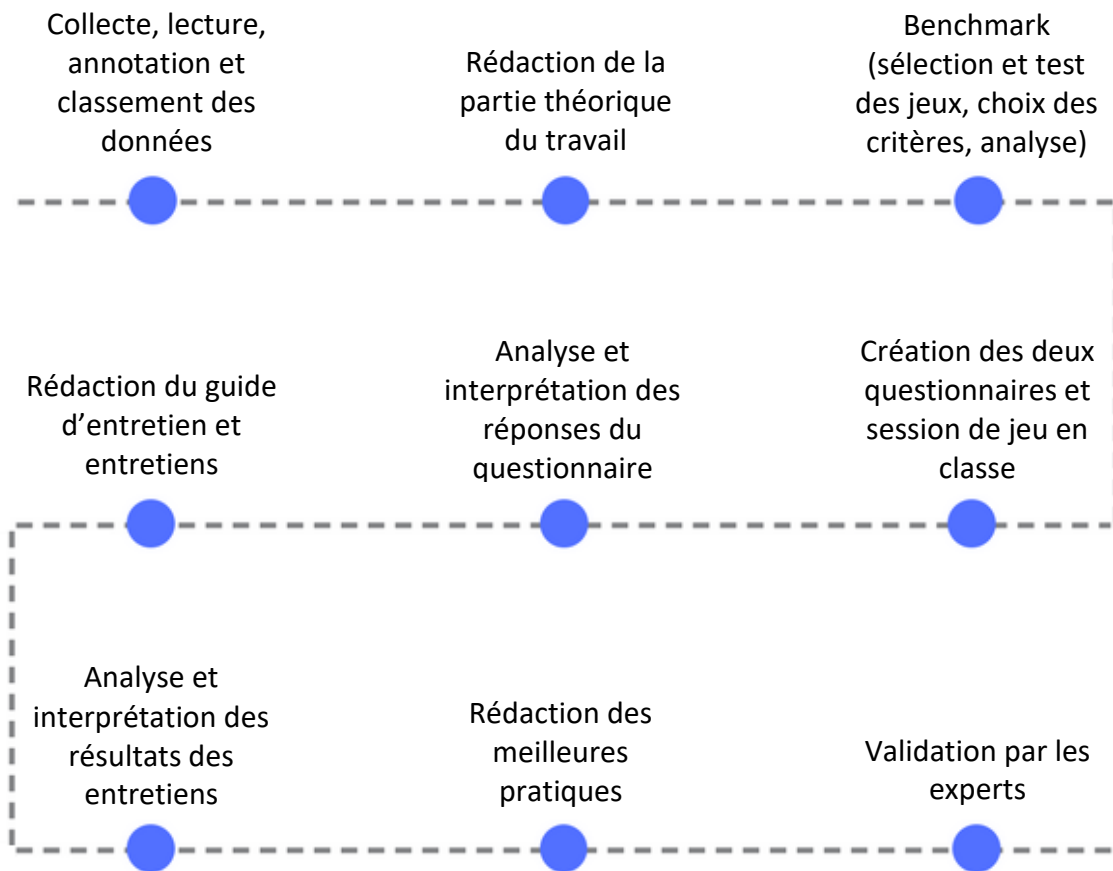 Collecte, lecture,
annotation et
classement des
données
Rédaction de la
partie théorique
du travail
Benchmark
(sélection et test
des jeux, choix des
critères, analyse)
Création des deux
questionnaires et
session de jeu en
classe
Analyse et
interprétation des
réponses du
questionnaire
Rédaction du guide
d’entretien et
entretiens
Analyse et
interprétation des
résultats des
entretiens
Rédaction des
meilleures
pratiques
Validation par les
experts